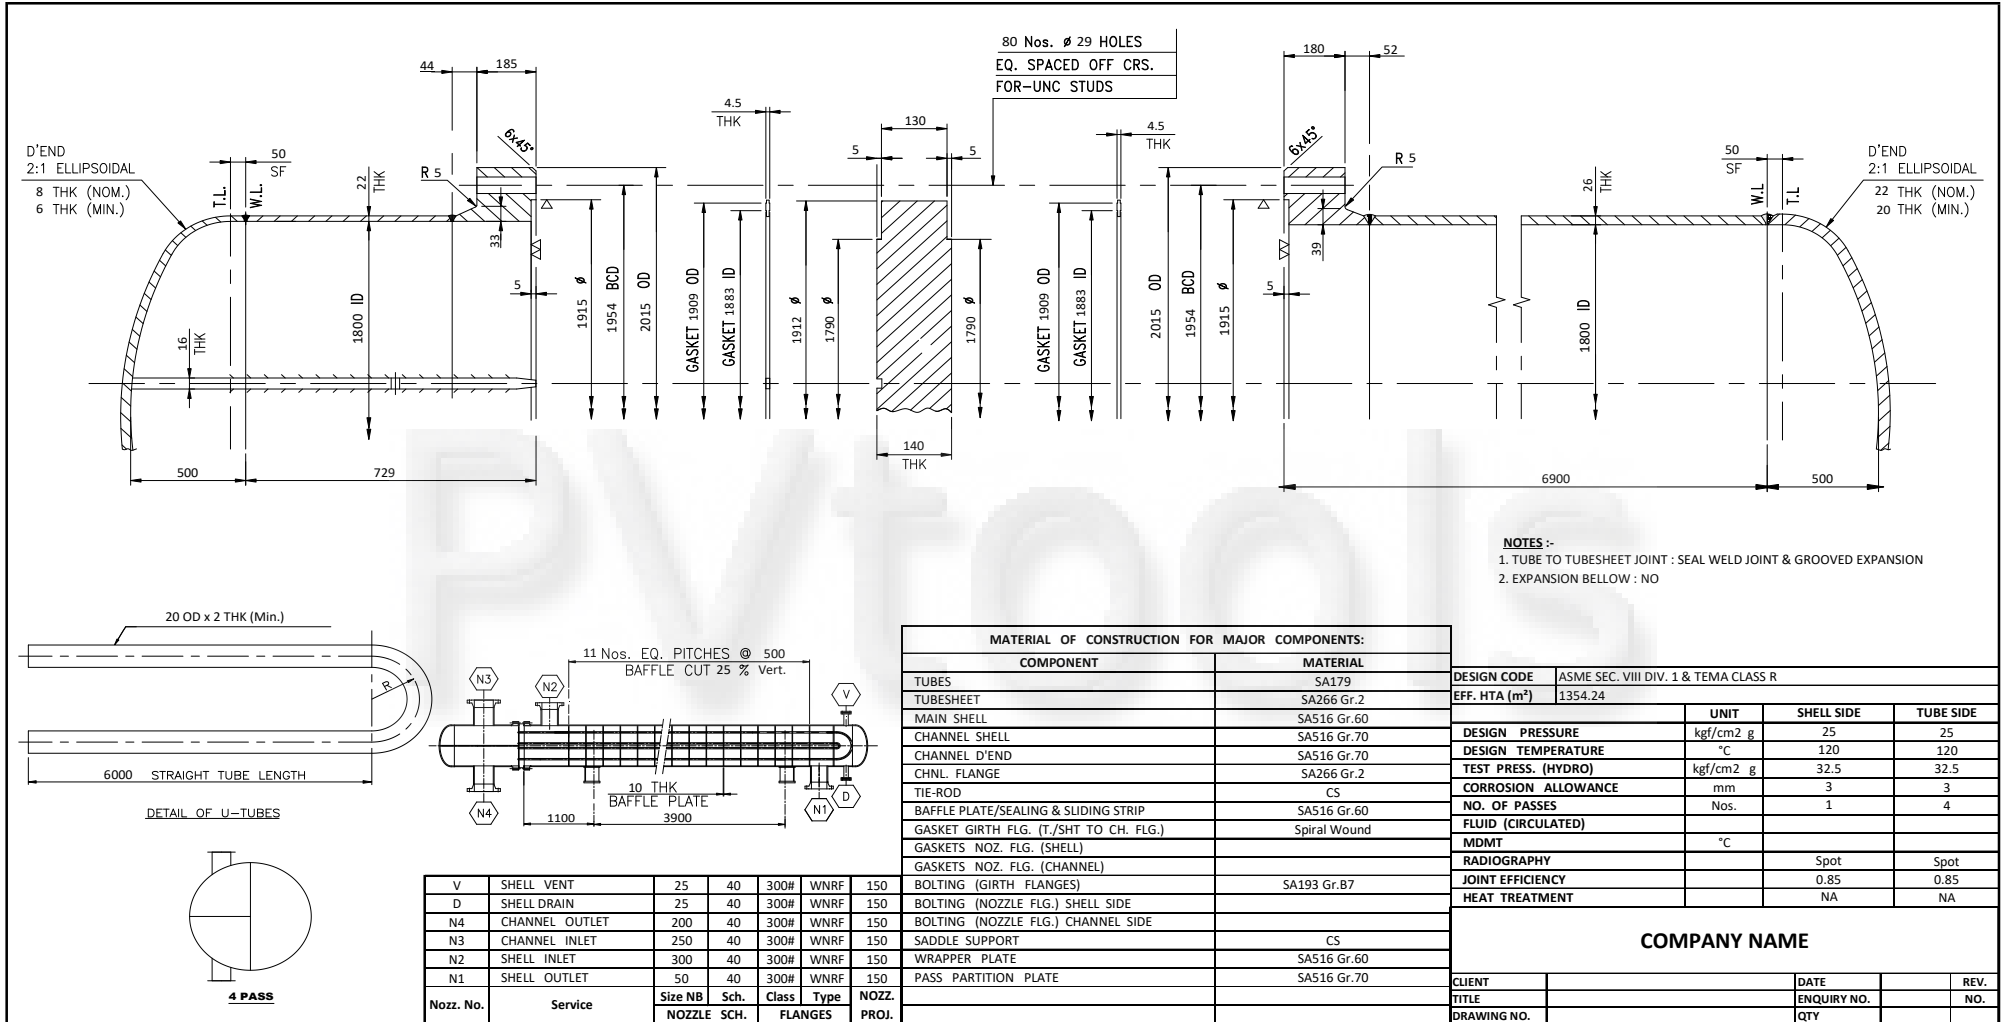 80 Nos. ø 29 HOLES
EQ. SPACED OFF CRS.
FOR-UNC STUDS
44
185
4.5
THK
130
5
5
4.5
THK
180
52
6x45°
6x45°
D'END
2:1 ELLIPSOIDAL
8 THK (NOM.)
6 THK (MIN.)
50
SF
T.L.
W.L.
22
THK
R 5
33
R 5
26
THK
39
50
SF
W.L
T.L
D'END
2:1 ELLIPSOIDAL
22 THK (NOM.)
20 THK (MIN.)
16
THK
1800 ID
5
1915 ø
1954 BCD
2015 OD
GASKET 1909 OD
GASKET 1883 ID
1912 ø
1790 ø
1790 ø
GASKET 1909 OD
GASKET 1883 ID
2015 OD
1954 BCD
1915 ø
5
1800 ID
500
729
140
THK
6900
500
PVtools
NOTES :-
1. TUBE TO TUBESHEET JOINT : SEAL WELD JOINT & GROOVED EXPANSION
2. EXPANSION BELLOW : NO
20 OD x 2 THK (Min.)
R
6000 STRAIGHT TUBE LENGTH
DETAIL OF U-TUBES
11 Nos. EQ. PITCHES @ 500
BAFFLE CUT 25 % Vert.
N3
N2
V
10 THK
BAFFLE PLATE
N4
N1
D
1100
3900
4 PASS
V SHELL VENT 25 40 300# WNRF 150
D SHELL DRAIN 25 40 300# WNRF 150
N4 CHANNEL OUTLET 200 40 300# WNRF 150
N3 CHANNEL INLET 250 40 300# WNRF 150
N2 SHELL INLET 300 40 300# WNRF 150
N1 SHELL OUTLET 50 40 300# WNRF 150
Nozz. No. Service Size NB Sch. Class Type NOZZ.
NOZZLE SCH. FLANGES PROJ.
MATERIAL OF CONSTRUCTION FOR MAJOR COMPONENTS:
COMPONENT MATERIAL
TUBES SA179
TUBESHEET SA266 Gr.2
MAIN SHELL SA516 Gr.60
CHANNEL SHELL SA516 Gr.70
CHANNEL D'END SA516 Gr.70
CHNL. FLANGE SA266 Gr.2
TIE-ROD CS
BAFFLE PLATE/SEALING & SLIDING STRIP SA516 Gr.60
GASKET GIRTH FLG. (T./SHT TO CH. FLG.) Spiral Wound
GASKETS NOZ. FLG. (SHELL)
GASKETS NOZ. FLG. (CHANNEL)
BOLTING (GIRTH FLANGES) SA193 Gr.B7
BOLTING (NOZZLE FLG.) SHELL SIDE
BOLTING (NOZZLE FLG.) CHANNEL SIDE
SADDLE SUPPORT CS
WRAPPER PLATE SA516 Gr.60
PASS PARTITION PLATE SA516 Gr.70
DESIGN CODE ASME SEC. VIII DIV. 1 & TEMA CLASS R
EFF. HTA (m²) 1354.24
UNIT SHELL SIDE TUBE SIDE
DESIGN PRESSURE kgf/cm2 g 25 25
DESIGN TEMPERATURE °C 120 120
TEST PRESS. (HYDRO) kgf/cm2 g 32.5 32.5
CORROSION ALLOWANCE mm 3 3
NO. OF PASSES Nos. 1 4
FLUID (CIRCULATED)
MDMT °C
RADIOGRAPHY Spot Spot
JOINT EFFICIENCY 0.85 0.85
HEAT TREATMENT NA NA
COMPANY NAME
CLIENT DATE REV.
TITLE ENQUIRY NO. NO.
DRAWING NO. QTY